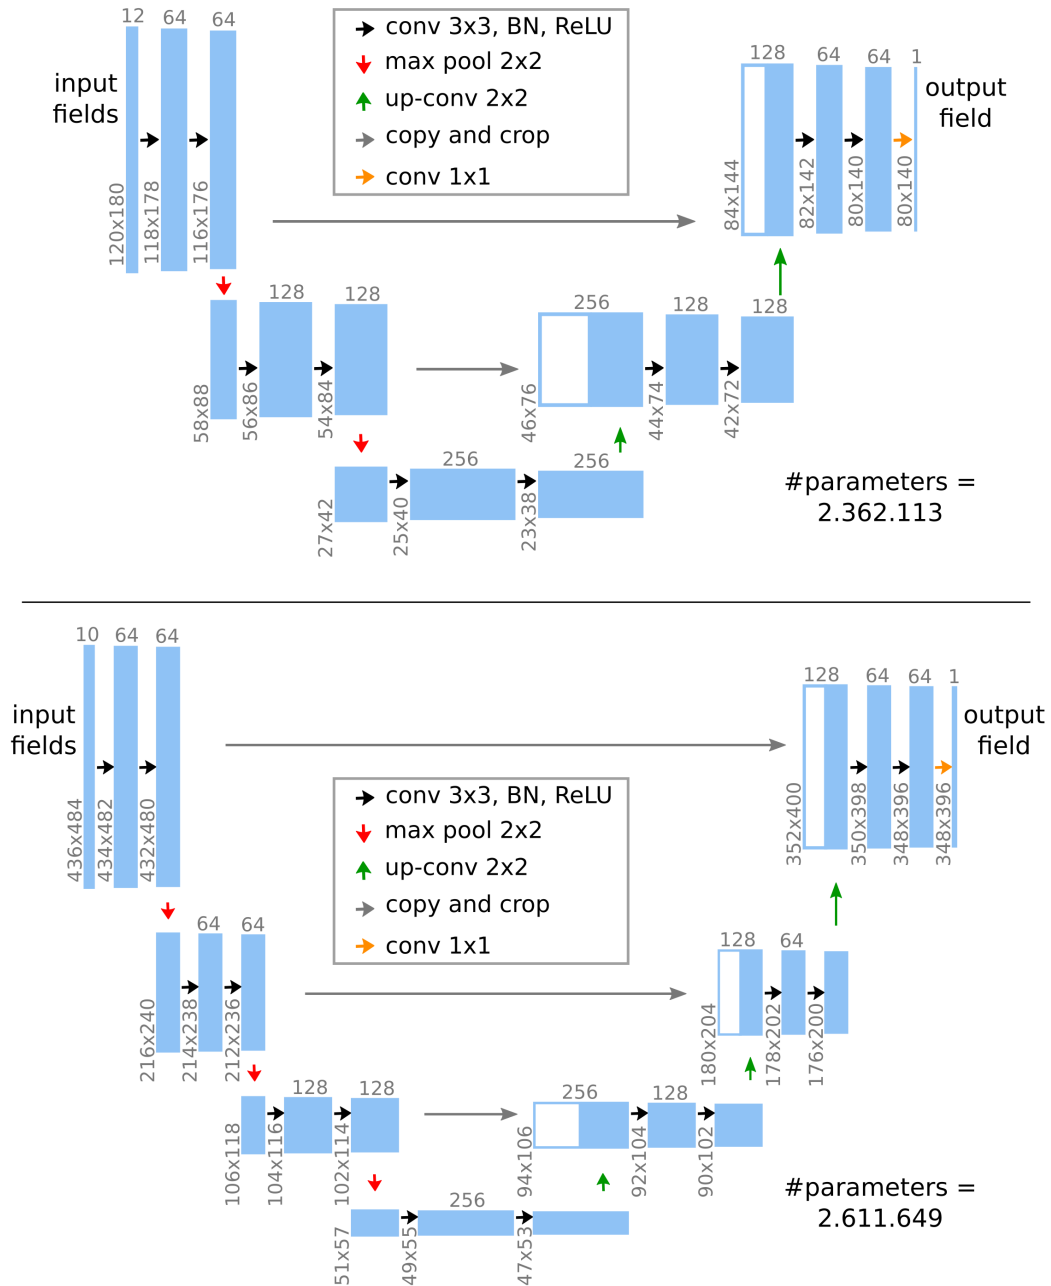 12 64 64
input
fields
120x180
118x178
116x176
conv 3x3, BN, ReLU
max pool 2x2
up-conv 2x2
copy and crop
conv 1x1
128 64 64 1
output
field
84x144
82x142
80x140
80x140
128 128
58x88
56x86
54x84
256 128 128
46x76
44x74
42x72
256 256
27x42
25x40
23x38
#parameters =
2.362.113
10 64 64
input
fields
436x484
434x482
432x480
128 64 64 1
output
field
352x400
350x398
348x396
348x396
conv 3x3, BN, ReLU
max pool 2x2
up-conv 2x2
copy and crop
conv 1x1
64 64
216x240
214x238
212x236
128 64
180x204
178x202
176x200
128 128
106x118
104x116
102x114
256 128
94x106
92x104
90x102
256
51x57
49x55
47x53
#parameters =
2.611.649